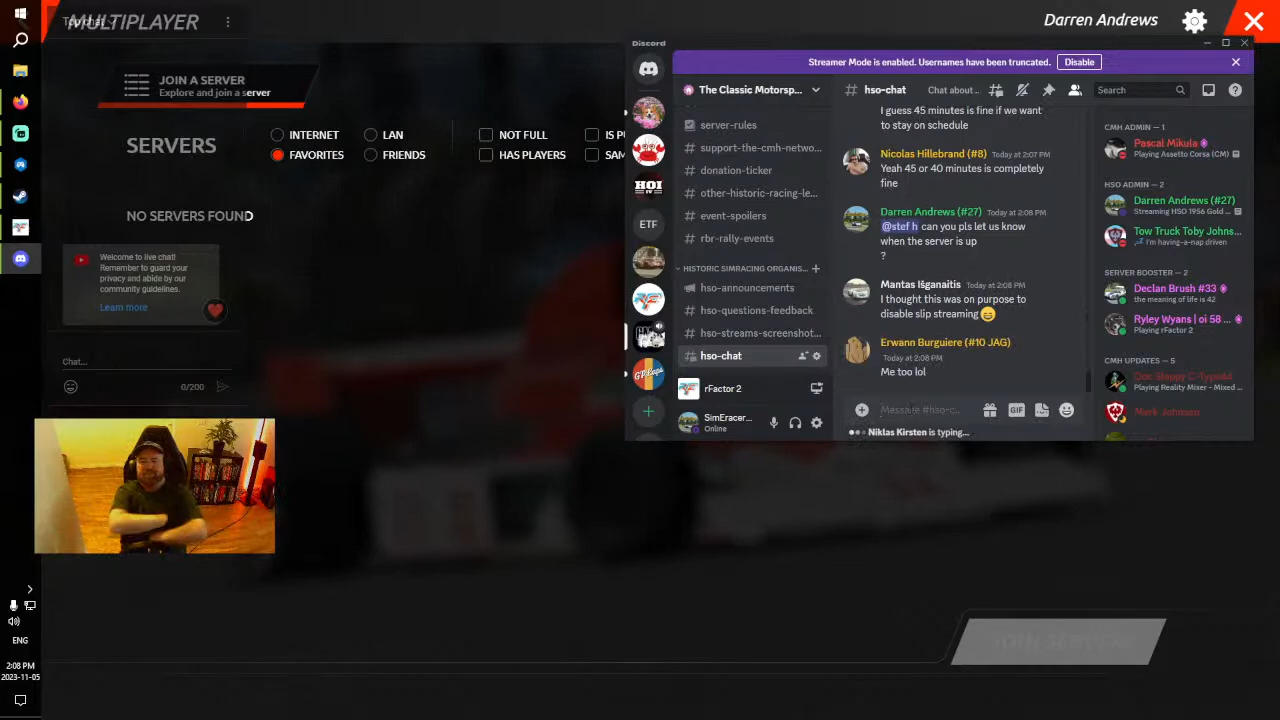 MULTIPLAYER
Darren Andrews
JOIN A SERVER
Explore and join a server
SERVERS
INTERNET
LAN
NOT FULL
FAVORITES
FRIENDS
HAS PLAYERS
NO SERVERS FOUND
Welcome to live chat!
Remember to guard your
privacy and abide by our
community guidelines.
Learn more
Chat...
0/200
Discord
Streamer Mode is enabled. Usernames have been truncated.
Disable
The Classic Motorsp...
hso-chat
Chat about ...
Search
server-rules
support-the-cmh-netwo...
donation-ticker
other-historic-racing-le...
event-spoilers
rbr-rally-events
HISTORIC SIMRACING ORGANIS...
hso-announcements
hso-questions-feedback
hso-streams-screenshot...
hso-chat
ETF
rFactor 2
SimEracer...
Online
I guess 45 minutes is fine if we
want to stay on schedule
Nicolas Hillebrand (#8) Today at 2:07 PM
Yeah 45 or 40 minutes is completely
fine
Darren Andrews (#27) Today at 2:08 PM
@stef h can you pls let us know
when the server is up
?
Mantas Išganaitis Today at 2:08 PM
I thought this was on purpose to
disable slip streaming 😄
Erwann Burguiere (#10 JAG)
Today at 2:08 PM
Me too lol
Message #hso-c...
GIF
Niklas Kirsten is typing...
CMH ADMIN — 1
Pascal Mikula
Playing Assetto Corsa (CM)
HSO ADMIN — 2
Darren Andrews (#27)
Streaming HSO 1956 Gold ...
Tow Truck Toby Johns...
I'm having-a-nap driven
SERVER BOOSTER — 2
Declan Brush #33
the meaning of life is 42
Ryley Wyans | oi 58 ...
Playing rFactor 2
CMH UPDATES — 5
Doc Sloppy C-Type44
Playing Reality Mixer - Mixed ...
Mark Johnson
ENG
2:08 PM
2023-11-05
JOIN SERVER